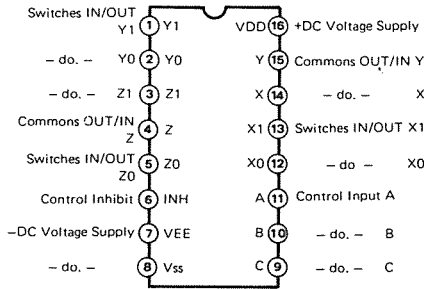 Switches IN/OUT
Y1 1 Y1 VDD 16 +DC Voltage Supply
– do. – Y0 2 Y0 Y 15 Commons OUT/IN Y
– do. – Z1 3 Z1 X 14 – do. – X
Commons OUT/IN
Z 4 Z X1 13 Switches IN/OUT X1
Switches IN/OUT
Z0 5 Z0 X0 12 – do – X0
Control Inhibit 6 INH A 11 Control Input A
–DC Voltage Supply 7 VEE B 10 – do. – B
– do. – 8 Vss C 9 – do. – C